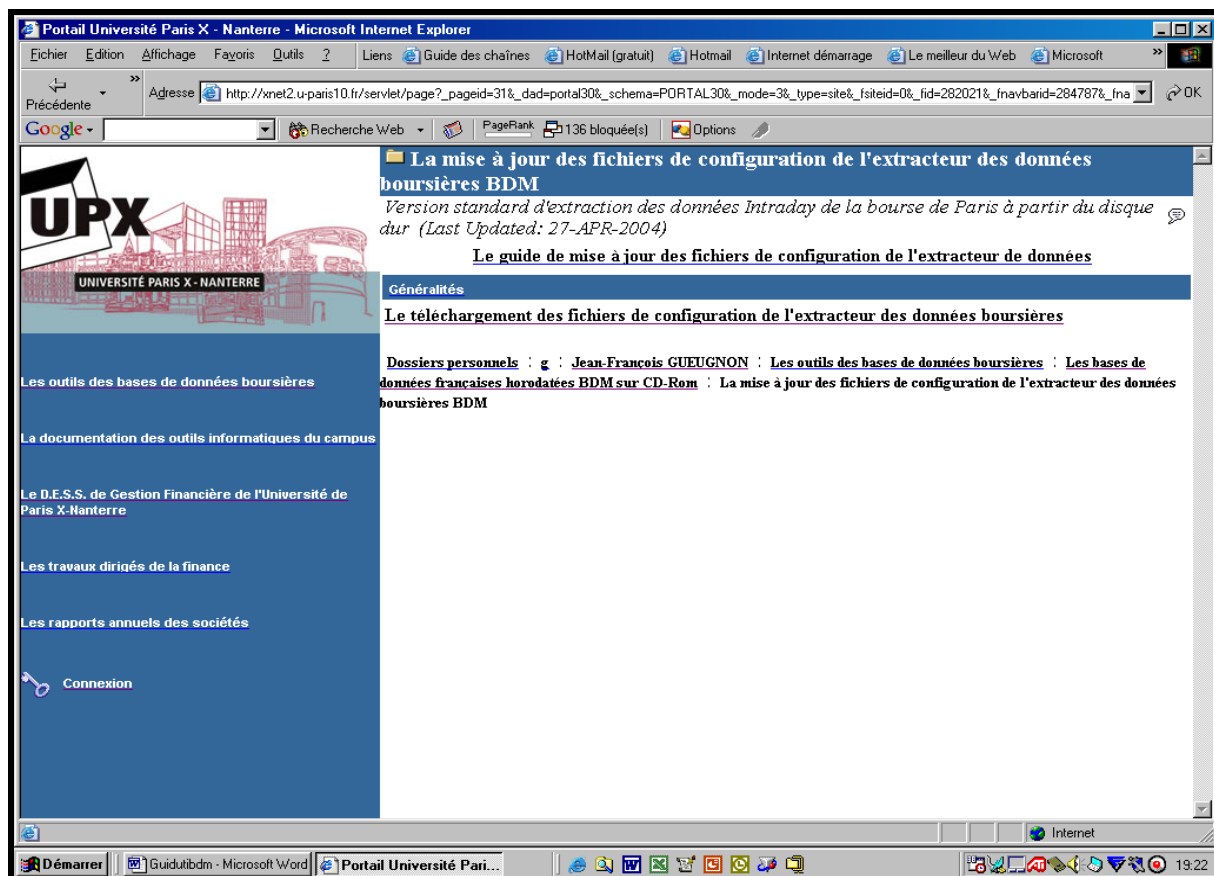 Portail Université Paris X - Nanterre - Microsoft Internet Explorer
Fichier Edition Affichage Favoris Outils ? Liens Guide des chaînes HotMail (gratuit) Hotmail Internet démarrage Le meilleur du Web Microsoft »
Précédente » Adresse http://xnet2.u-paris10.fr/servlet/page?_pageid=31&_dad=portal30&_schema=PORTAL30&_mode=3&_type=site&_fsiteid=0&_fid=282021&_fnavbarid=284787&_fna OK
Google Recherche Web PageRank 136 bloquée(s) Options
UPX
UNIVERSITÉ PARIS X - NANTERRE
Les outils des bases de données boursières
La documentation des outils informatiques du campus
Le D.E.S.S. de Gestion Financière de l'Université de
Paris X-Nanterre
Les travaux dirigés de la finance
Les rapports annuels des sociétés
Connexion
La mise à jour des fichiers de configuration de l'extracteur des données
boursières BDM
Version standard d'extraction des données Intraday de la bourse de Paris à partir du disque
dur (Last Updated: 27-APR-2004)
Le guide de mise à jour des fichiers de configuration de l'extracteur de données
Généralités
Le téléchargement des fichiers de configuration de l'extracteur des données boursières
Dossiers personnels : g : Jean-François GUEUGNON : Les outils des bases de données boursières : Les bases de
données françaises horodatées BDM sur CD-Rom : La mise à jour des fichiers de configuration de l'extracteur des données
boursières BDM
Internet
Démarrer Guidutibdm - Microsoft Word Portail Université Pari... 19:22